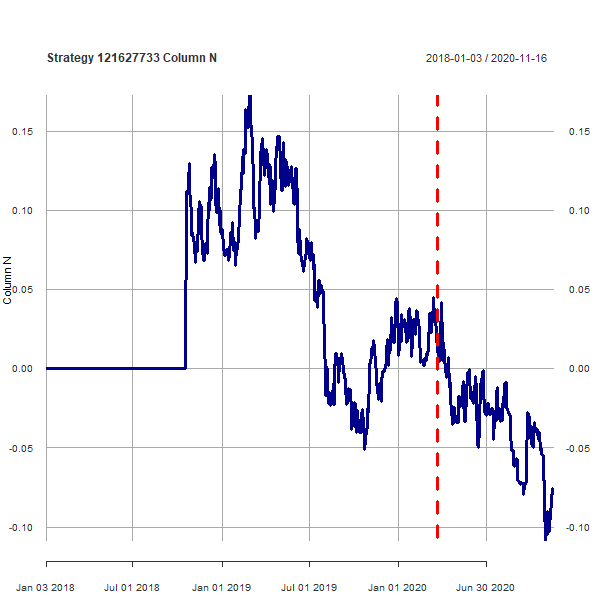 Strategy 121627733 Column N
2018-01-03 / 2020-11-16
Column N
0.15
0.10
0.05
0.00
-0.05
-0.10
0.15
0.10
0.05
0.00
-0.05
-0.10
Jan 03 2018
Jul 01 2018
Jan 01 2019
Jul 01 2019
Jan 01 2020
Jun 30 2020